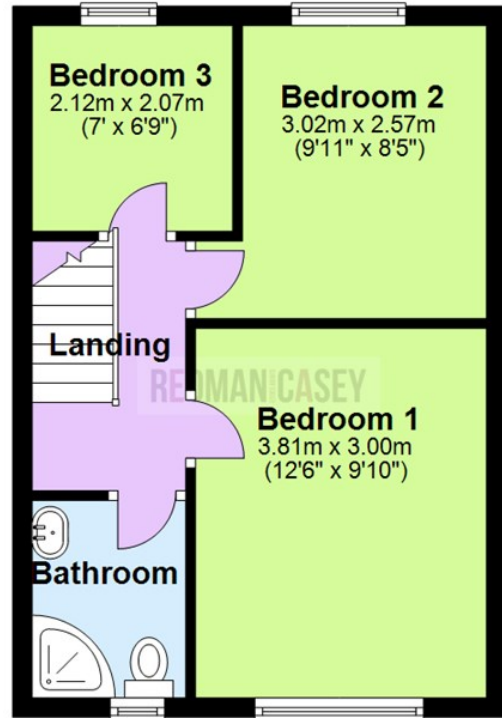 Bedroom 3
2.12m x 2.07m
(7' x 6'9")
Bedroom 2
3.02m x 2.57m
(9'11" x 8'5")
Landing
REDMAN CASEY
Bedroom 1
3.81m x 3.00m
(12'6" x 9'10")
Bathroom